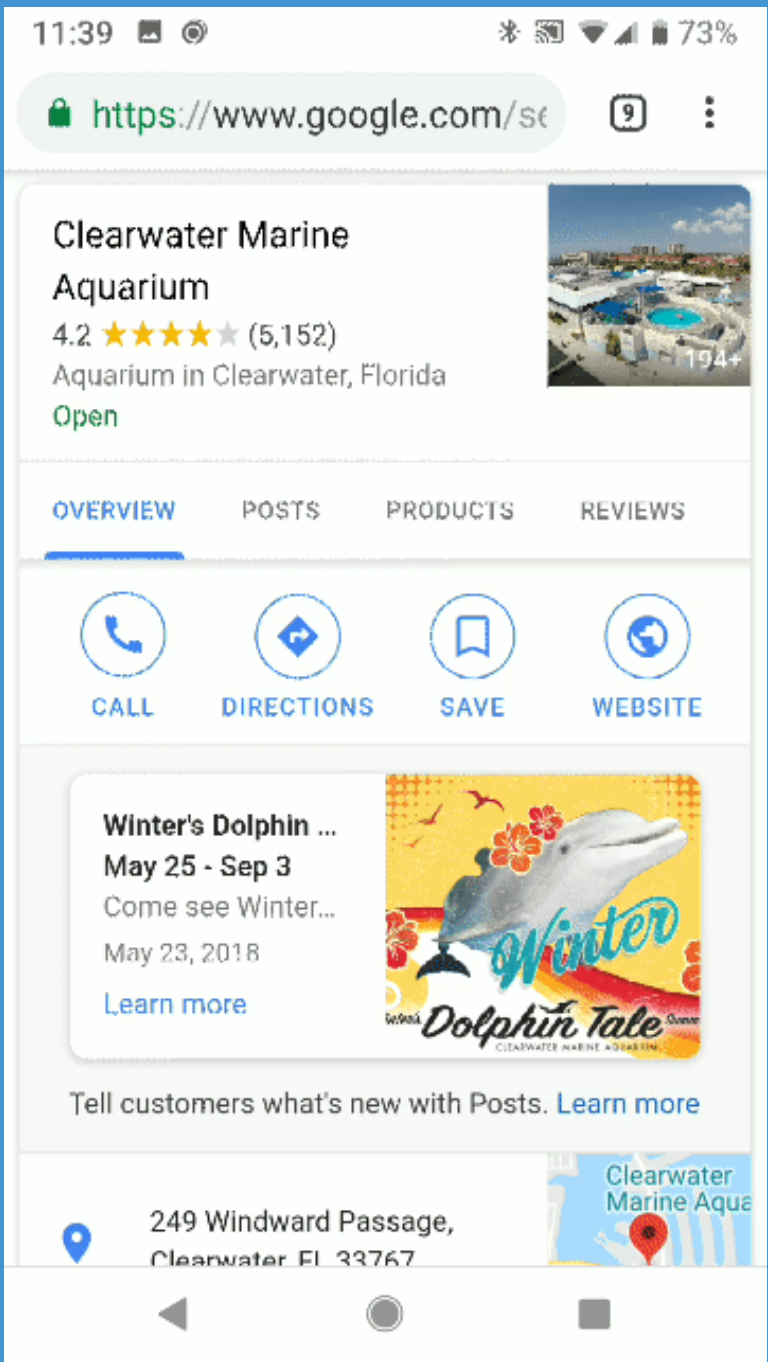 11:39
73%
https://www.google.com/se
9
Clearwater Marine
Aquarium
4.2
(5,152)
Aquarium in Clearwater, Florida
Open
194+
OVERVIEW POSTS PRODUCTS REVIEWS
CALL DIRECTIONS SAVE WEBSITE
Winter's Dolphin ...
May 25 - Sep 3
Come see Winter...
May 23, 2018
Learn more
Winter
Dolphin Tale
CLEARWATER MARINE AQUARIUM
Tell customers what's new with Posts. Learn more
249 Windward Passage,
Clearwater, FL 33767
Clearwater
Marine Aqua